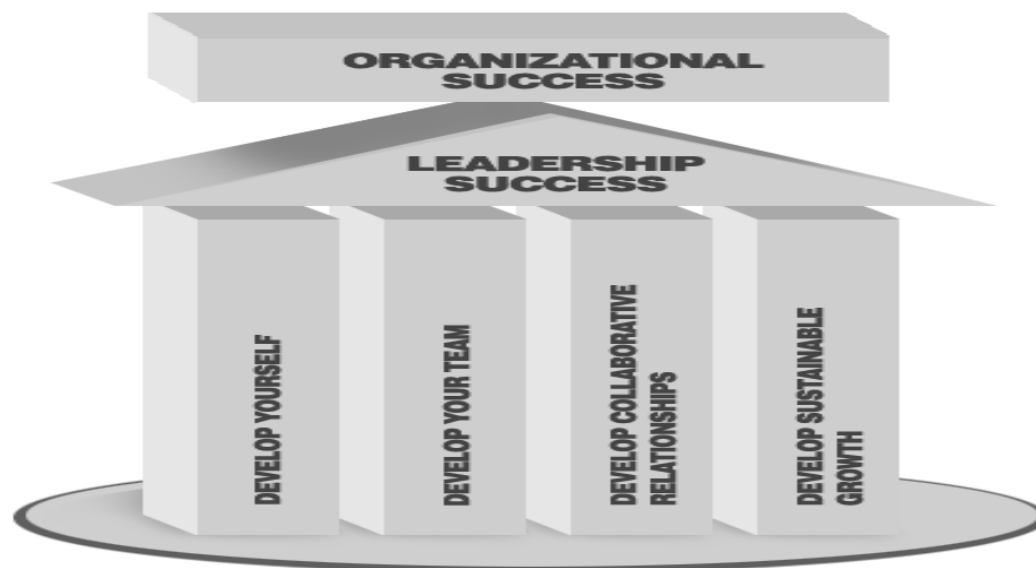 ORGANIZATIONAL
SUCCESS
LEADERSHIP
SUCCESS
DEVELOP YOURSELF
DEVELOP YOUR TEAM
DEVELOP COLLABORATIVE
RELATIONSHIPS
DEVELOP SUSTAINABLE
GROWTH